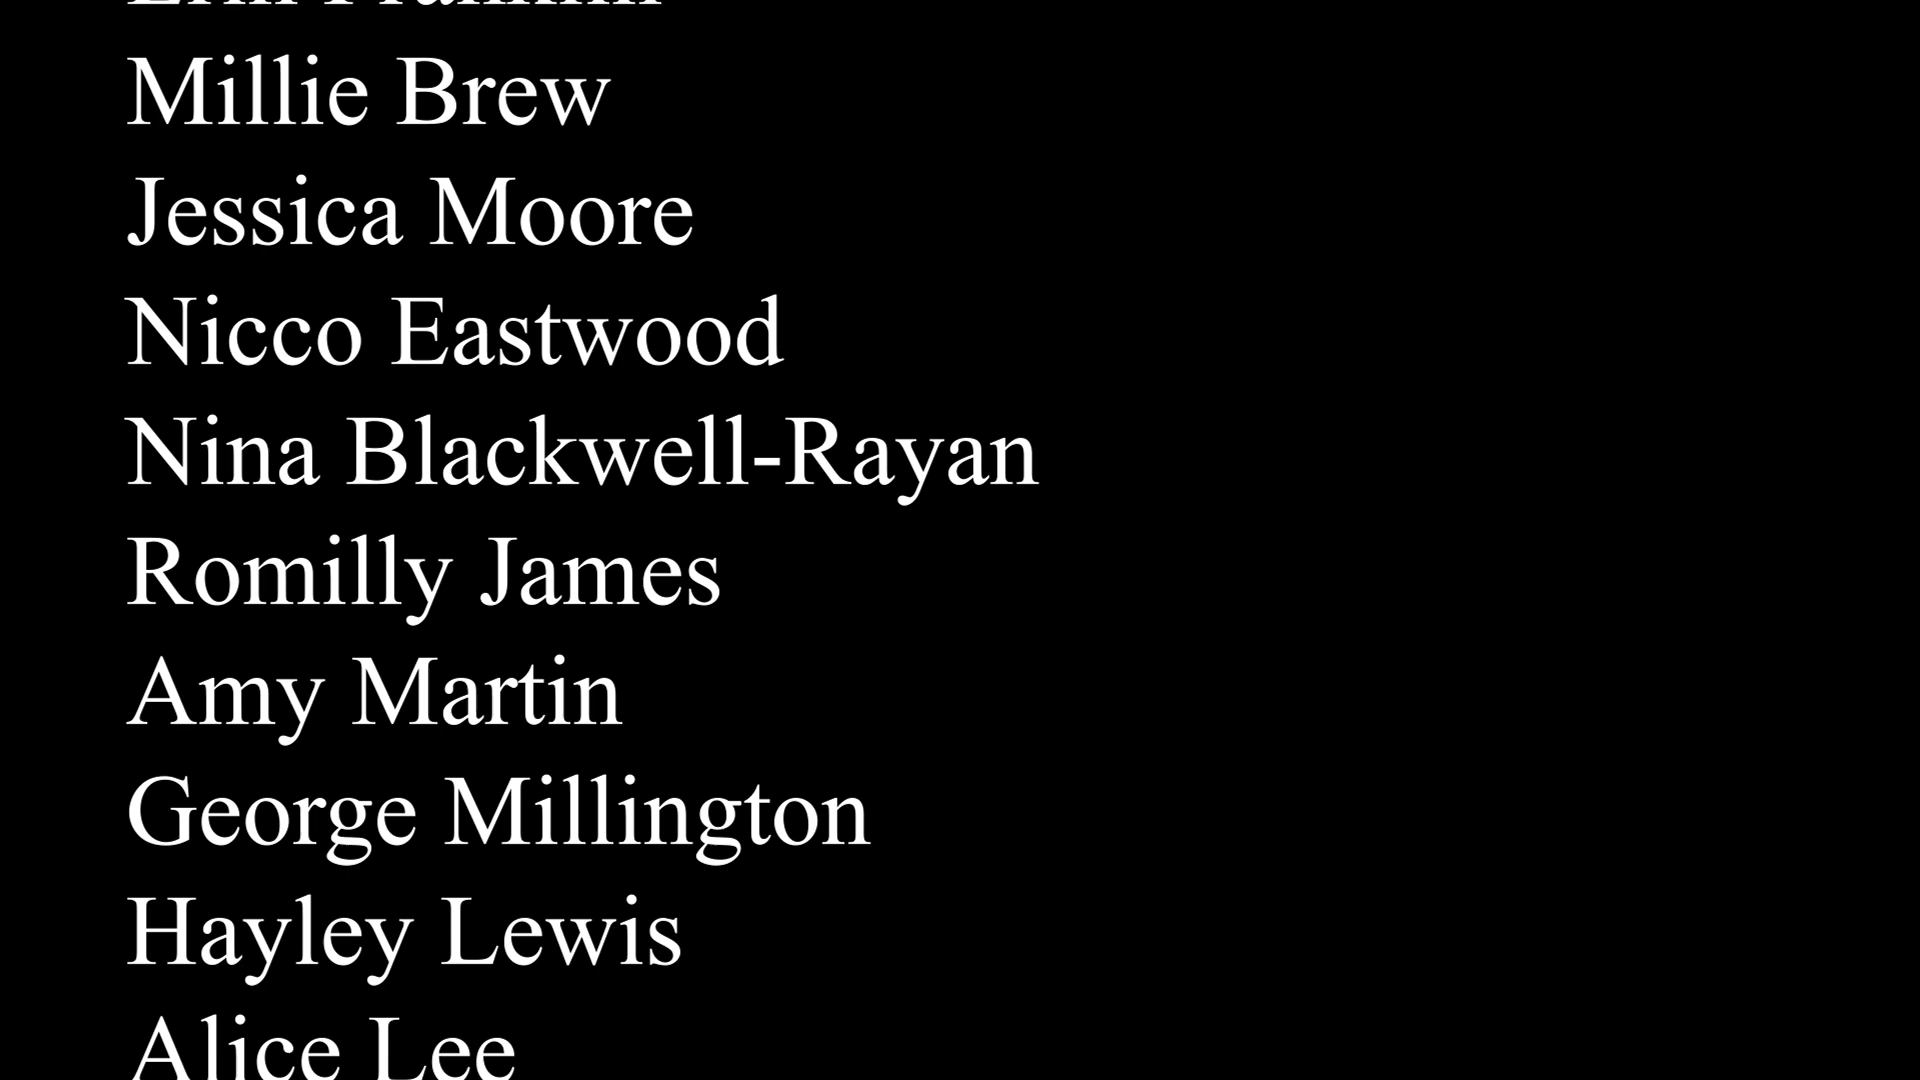 Millie Brew
Jessica Moore
Nicco Eastwood
Nina Blackwell-Rayan
Romilly James
Amy Martin
George Millington
Hayley Lewis
Alice Lee